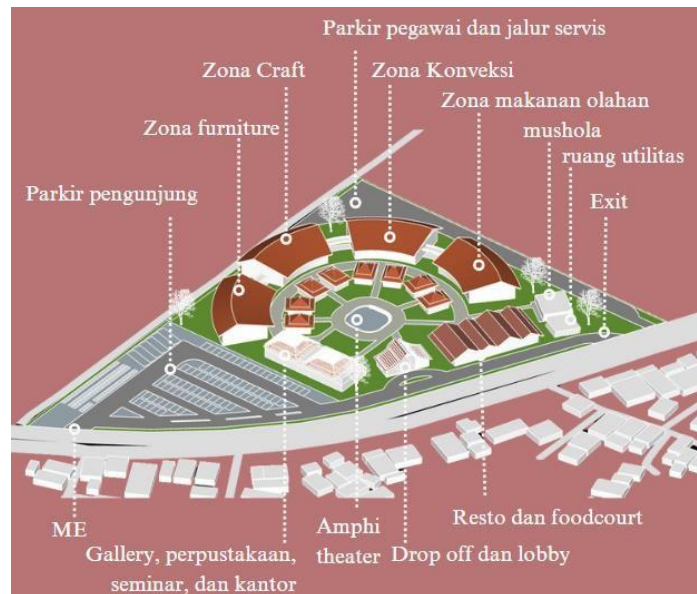 Parkir pegawai dan jalur servis
Zona Craft
Zona Konveksi
Zona furniture
Zona makanan olahan
mushola
ruang utilitas
Parkir pengunjung
Exit
ME
Gallery, perpustakaan,
seminar, dan kantor
Amphi
theater
Drop off dan lobby
Resto dan foodcourt